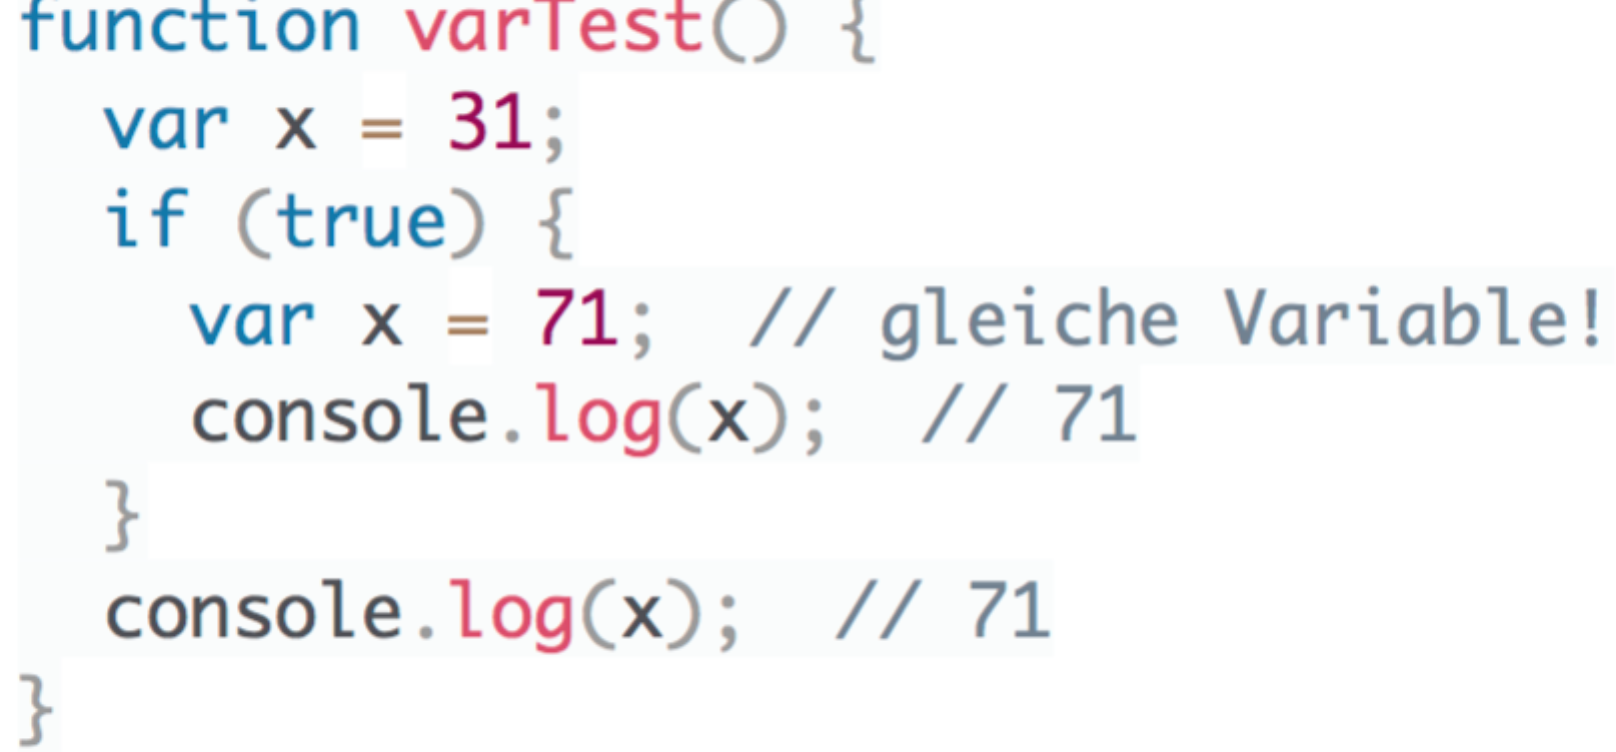 function varTest() {
  var x = 31;
  if (true) {
    var x = 71;  // gleiche Variable!
    console.log(x);  // 71
  }
  console.log(x);  // 71
}